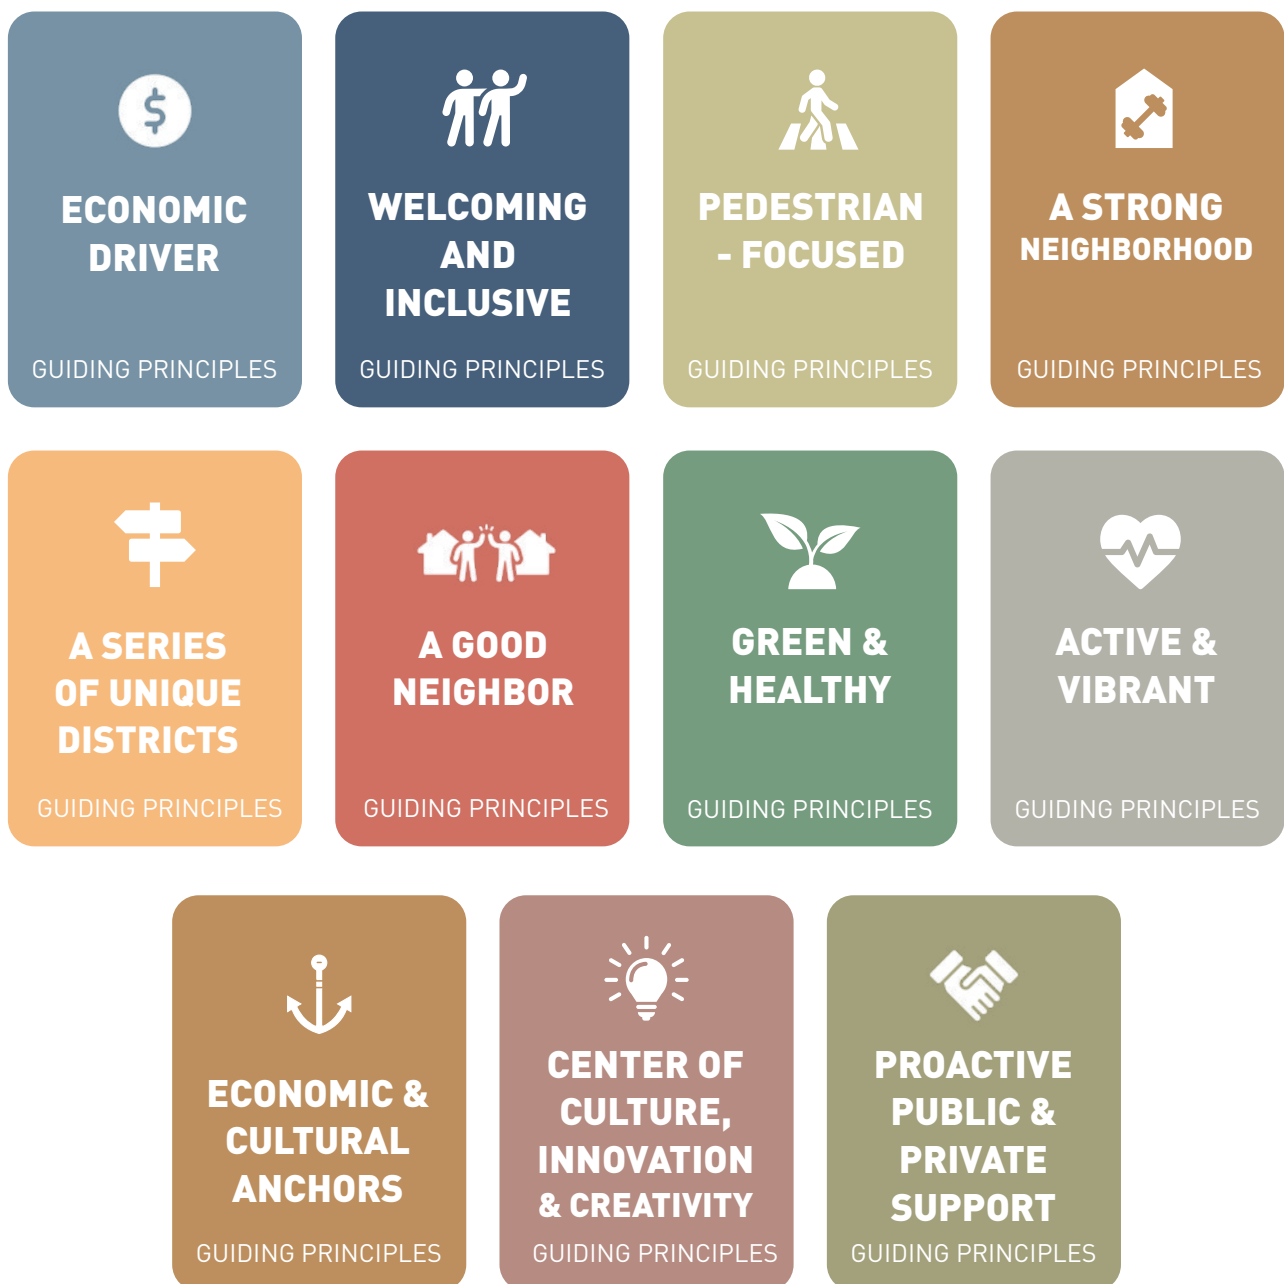 $
ECONOMIC
DRIVER
GUIDING PRINCIPLES
WELCOMING
AND
INCLUSIVE
GUIDING PRINCIPLES
PEDESTRIAN
- FOCUSED
GUIDING PRINCIPLES
A STRONG
NEIGHBORHOOD
GUIDING PRINCIPLES
A SERIES
OF UNIQUE
DISTRICTS
GUIDING PRINCIPLES
A GOOD
NEIGHBOR
GUIDING PRINCIPLES
GREEN &
HEALTHY
GUIDING PRINCIPLES
ACTIVE &
VIBRANT
GUIDING PRINCIPLES
ECONOMIC &
CULTURAL
ANCHORS
GUIDING PRINCIPLES
CENTER OF
CULTURE,
INNOVATION
& CREATIVITY
GUIDING PRINCIPLES
PROACTIVE
PUBLIC &
PRIVATE
SUPPORT
GUIDING PRINCIPLES